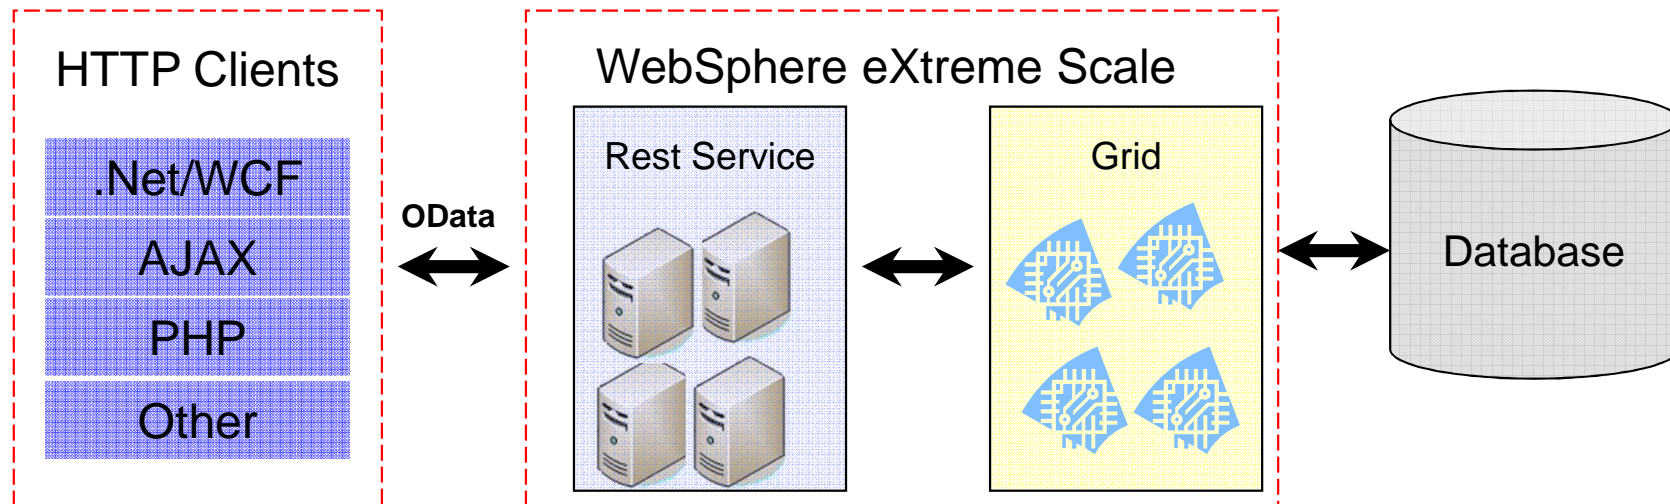 HTTP Clients
.Net/WCF
AJAX
PHP
Other
OData
WebSphere eXtreme Scale
Rest Service
Grid
Database